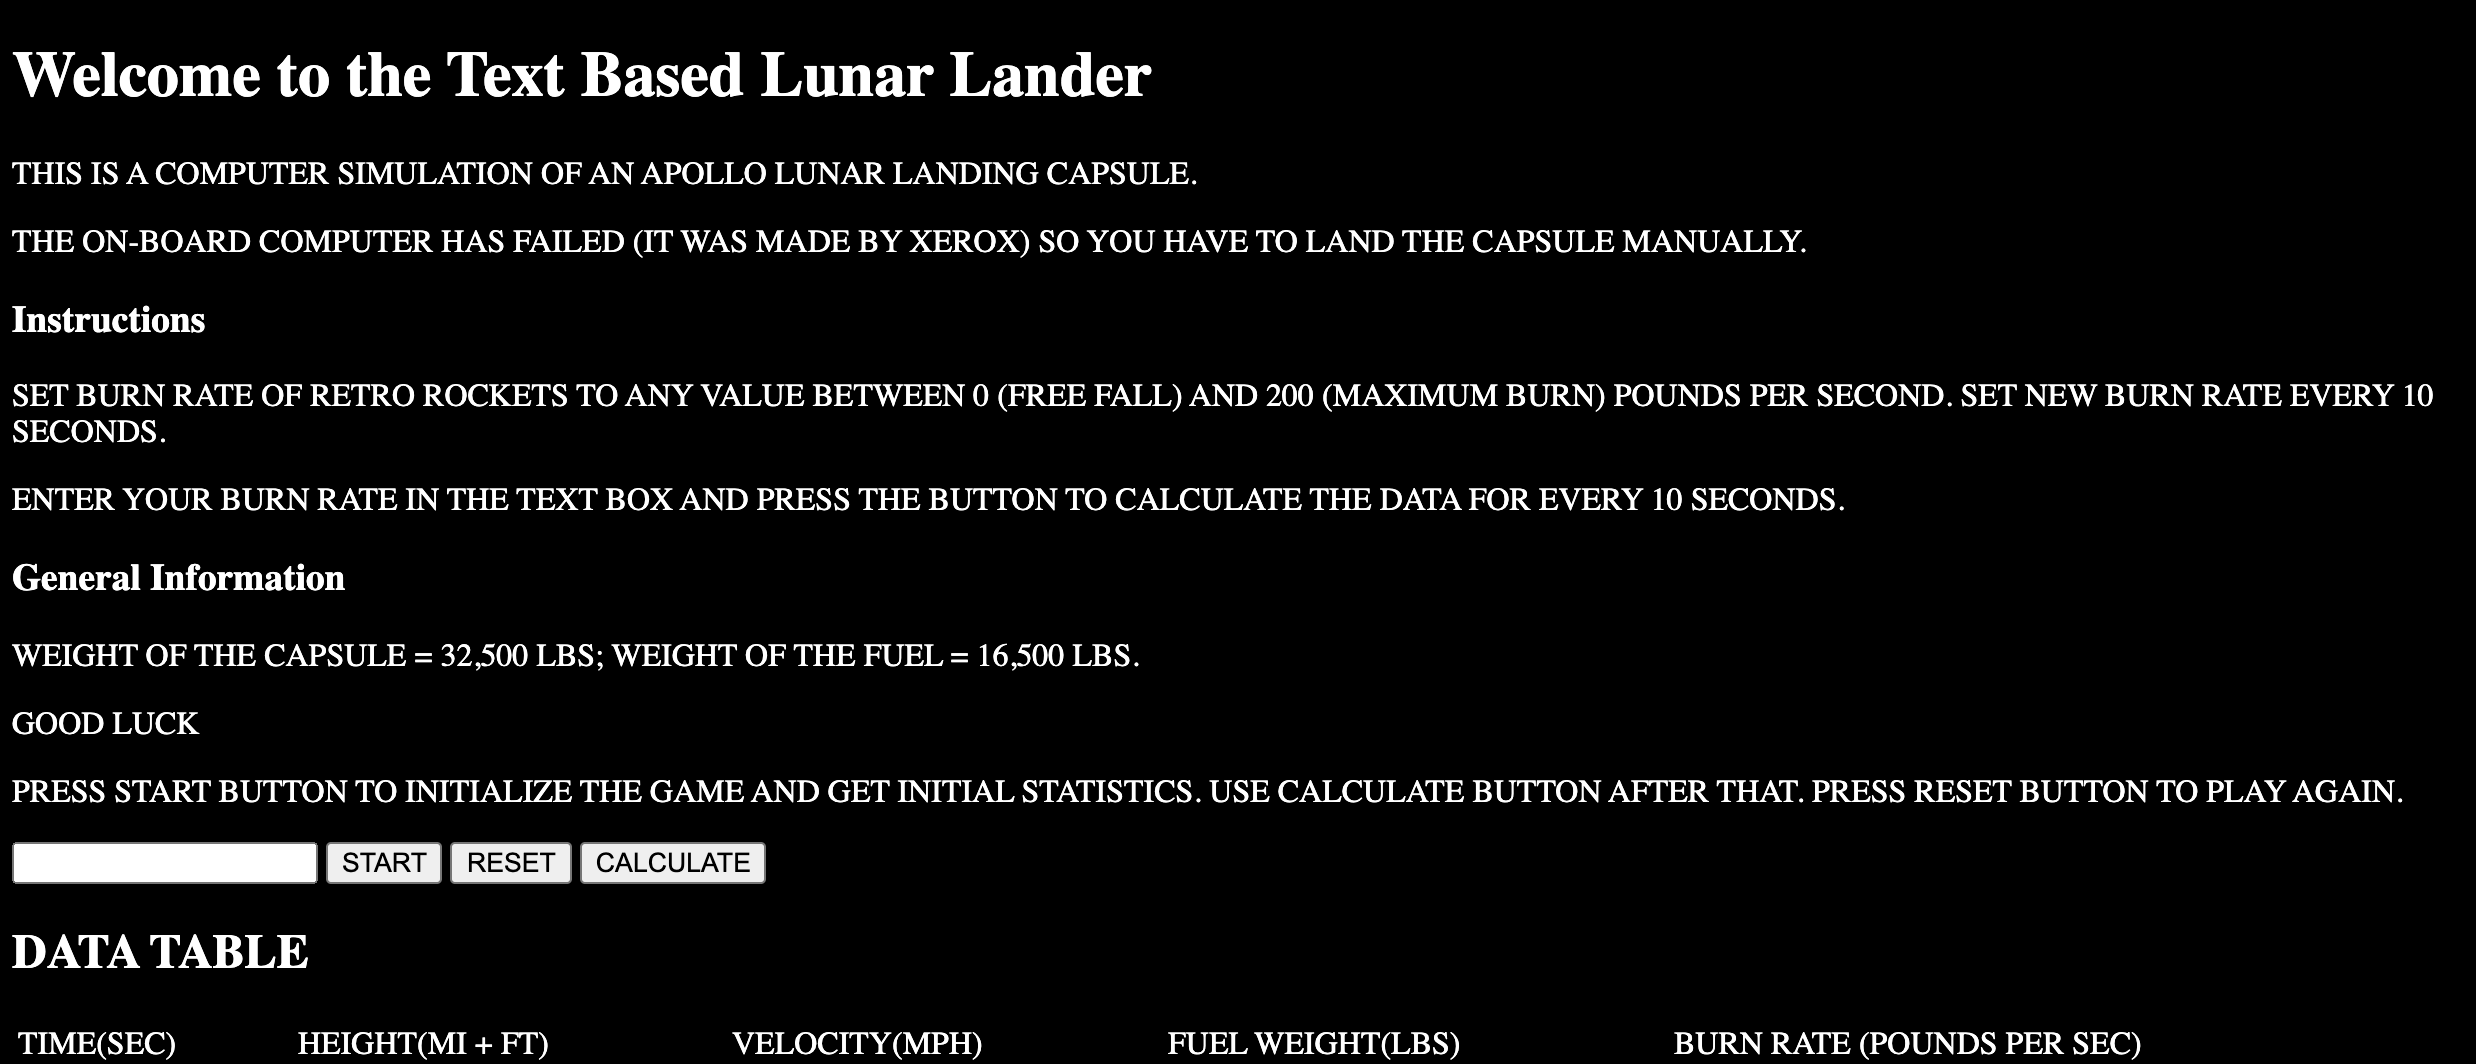 Welcome to the Text Based Lunar Lander
THIS IS A COMPUTER SIMULATION OF AN APOLLO LUNAR LANDING CAPSULE.
THE ON-BOARD COMPUTER HAS FAILED (IT WAS MADE BY XEROX) SO YOU HAVE TO LAND THE CAPSULE MANUALLY.
Instructions
SET BURN RATE OF RETRO ROCKETS TO ANY VALUE BETWEEN 0 (FREE FALL) AND 200 (MAXIMUM BURN) POUNDS PER SECOND. SET NEW BURN RATE EVERY 10
SECONDS.
ENTER YOUR BURN RATE IN THE TEXT BOX AND PRESS THE BUTTON TO CALCULATE THE DATA FOR EVERY 10 SECONDS.
General Information
WEIGHT OF THE CAPSULE = 32,500 LBS; WEIGHT OF THE FUEL = 16,500 LBS.
GOOD LUCK
PRESS START BUTTON TO INITIALIZE THE GAME AND GET INITIAL STATISTICS. USE CALCULATE BUTTON AFTER THAT. PRESS RESET BUTTON TO PLAY AGAIN.
START RESET CALCULATE
DATA TABLE
TIME(SEC) HEIGHT(MI + FT) VELOCITY(MPH) FUEL WEIGHT(LBS) BURN RATE (POUNDS PER SEC)